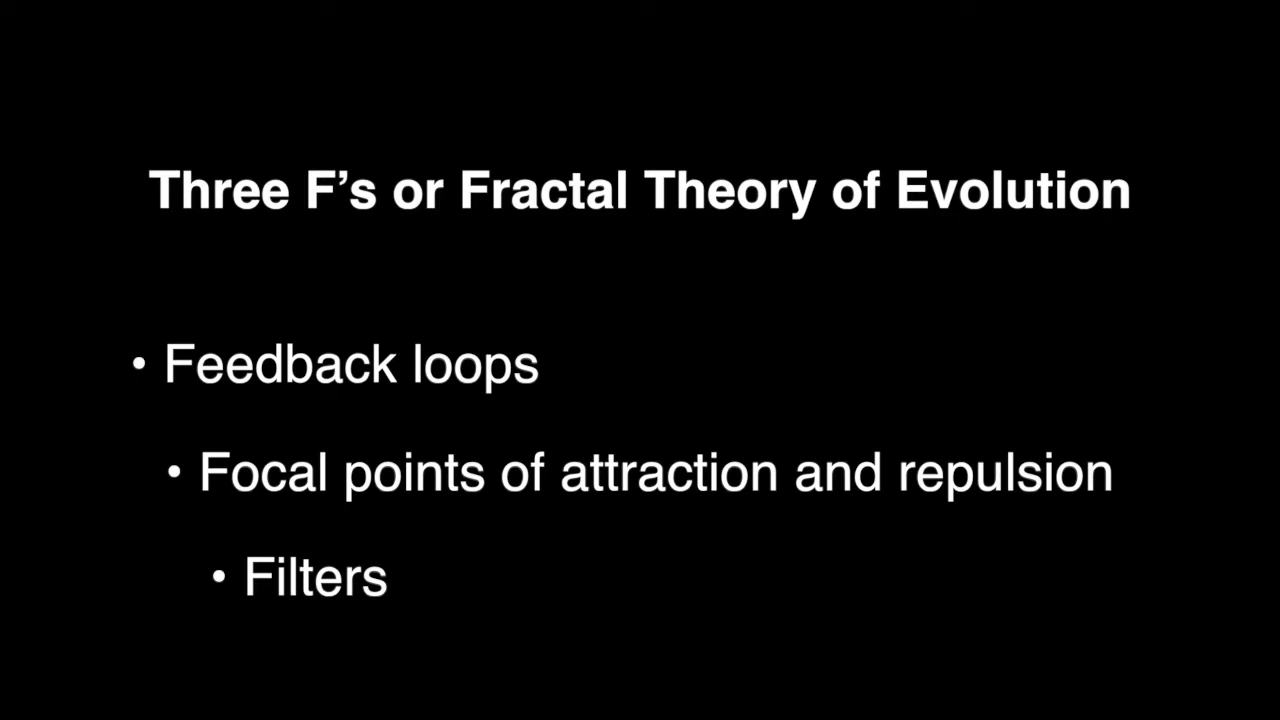 Three F’s or Fractal Theory of Evolution
• Feedback loops
• Focal points of attraction and repulsion
• Filters